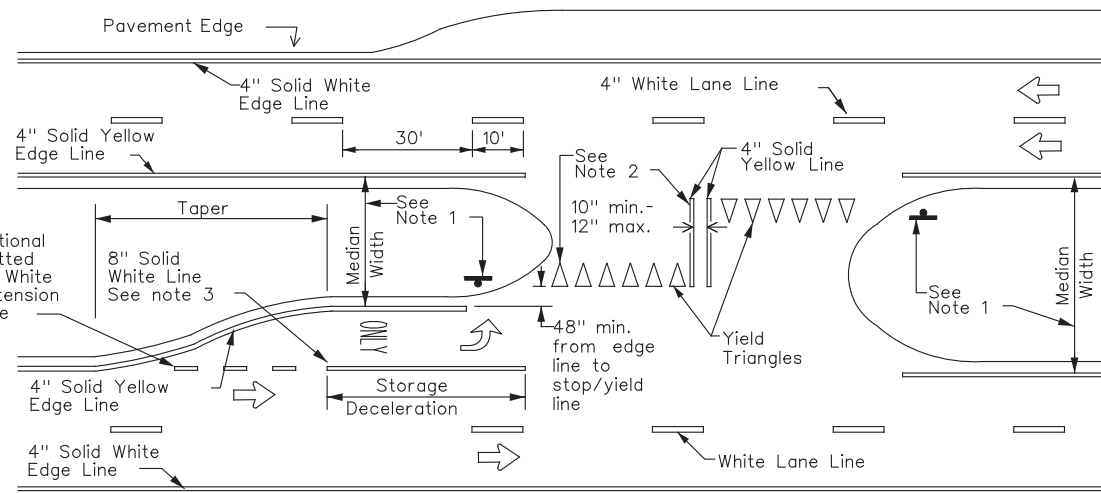 Pavement Edge
4" Solid White
Edge Line
4" White Lane Line
4" Solid Yellow
Edge Line
30'
10'
See
Note 2
4" Solid
Yellow Line
Taper
See
Note 1
10" min.-
12" max.
Median
Width
8" Solid
White Line
See note 3
White
ONLY
48" min.
from edge
line to
stop/yield
line
Yield
Triangles
See
Note 1
Median
Width
4" Solid Yellow
Edge Line
Storage
Deceleration
4" Solid White
Edge Line
White Lane Line